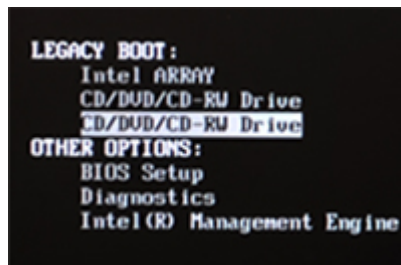 LEGACY BOOT:
Intel ARRAY
CD/DVD/CD-RW Drive
CD/DVD/CD-RW Drive
OTHER OPTIONS:
BIOS Setup
Diagnostics
Intel(R) Management Engine